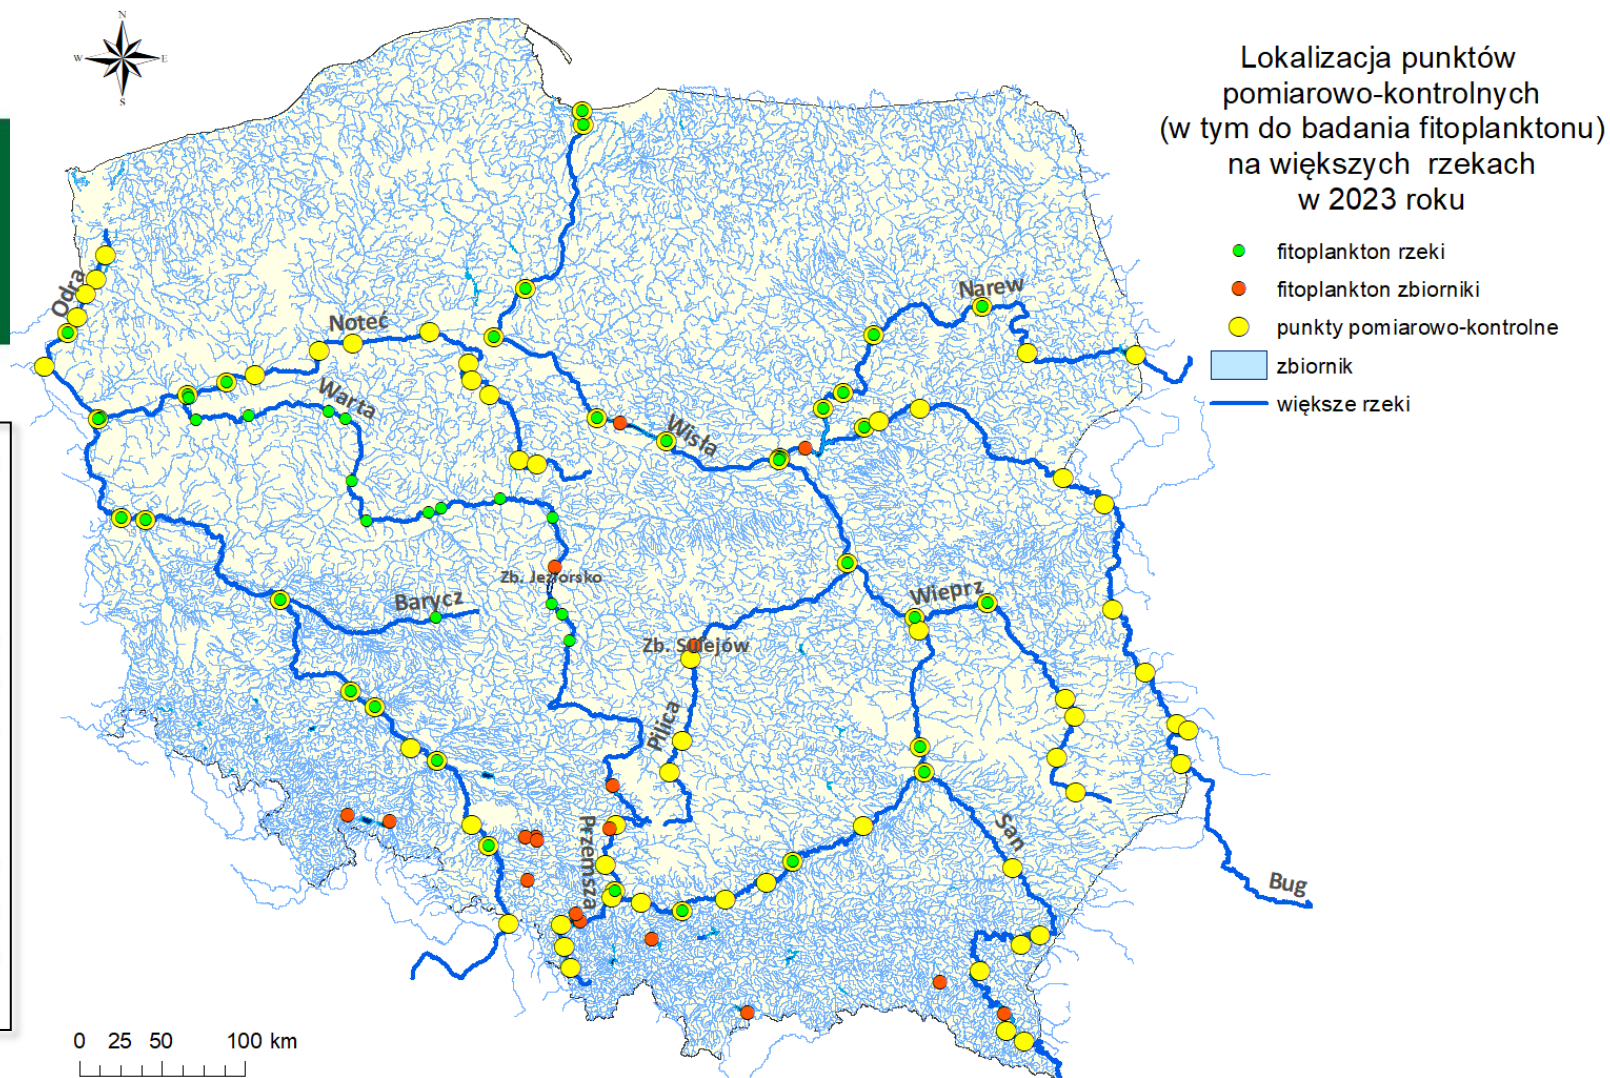 N
W E
S
Lokalizacja punktów
pomiarowo-kontrolnych
(w tym do badania fitoplanktonu)
na większych rzekach
w 2023 roku
fitoplankton rzeki
fitoplankton zbiorniki
punkty pomiarowo-kontrolne
zbiornik
większe rzeki
Odra
Noteć
Narew
Warta
Wisła
Zb. Jeziorsko
Barycz
Wieprz
Zb. Sulejów
Pilica
Przemsza
San
Bug
0 25 50 100 km